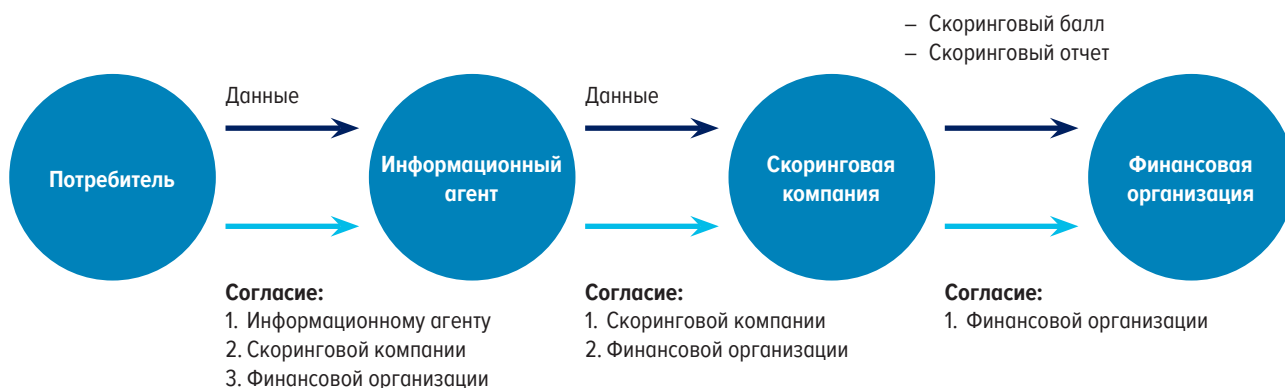 – Скоринговый балл
– Скоринговый отчет
Данные
Данные
Потребитель
Информационный
агент
Скоринговая
компания
Финансовая
организация
Согласие:
1. Информационному агенту
2. Скоринговой компании
3. Финансовой организации
Согласие:
1. Скоринговой компании
2. Финансовой организации
Согласие:
1. Финансовой организации